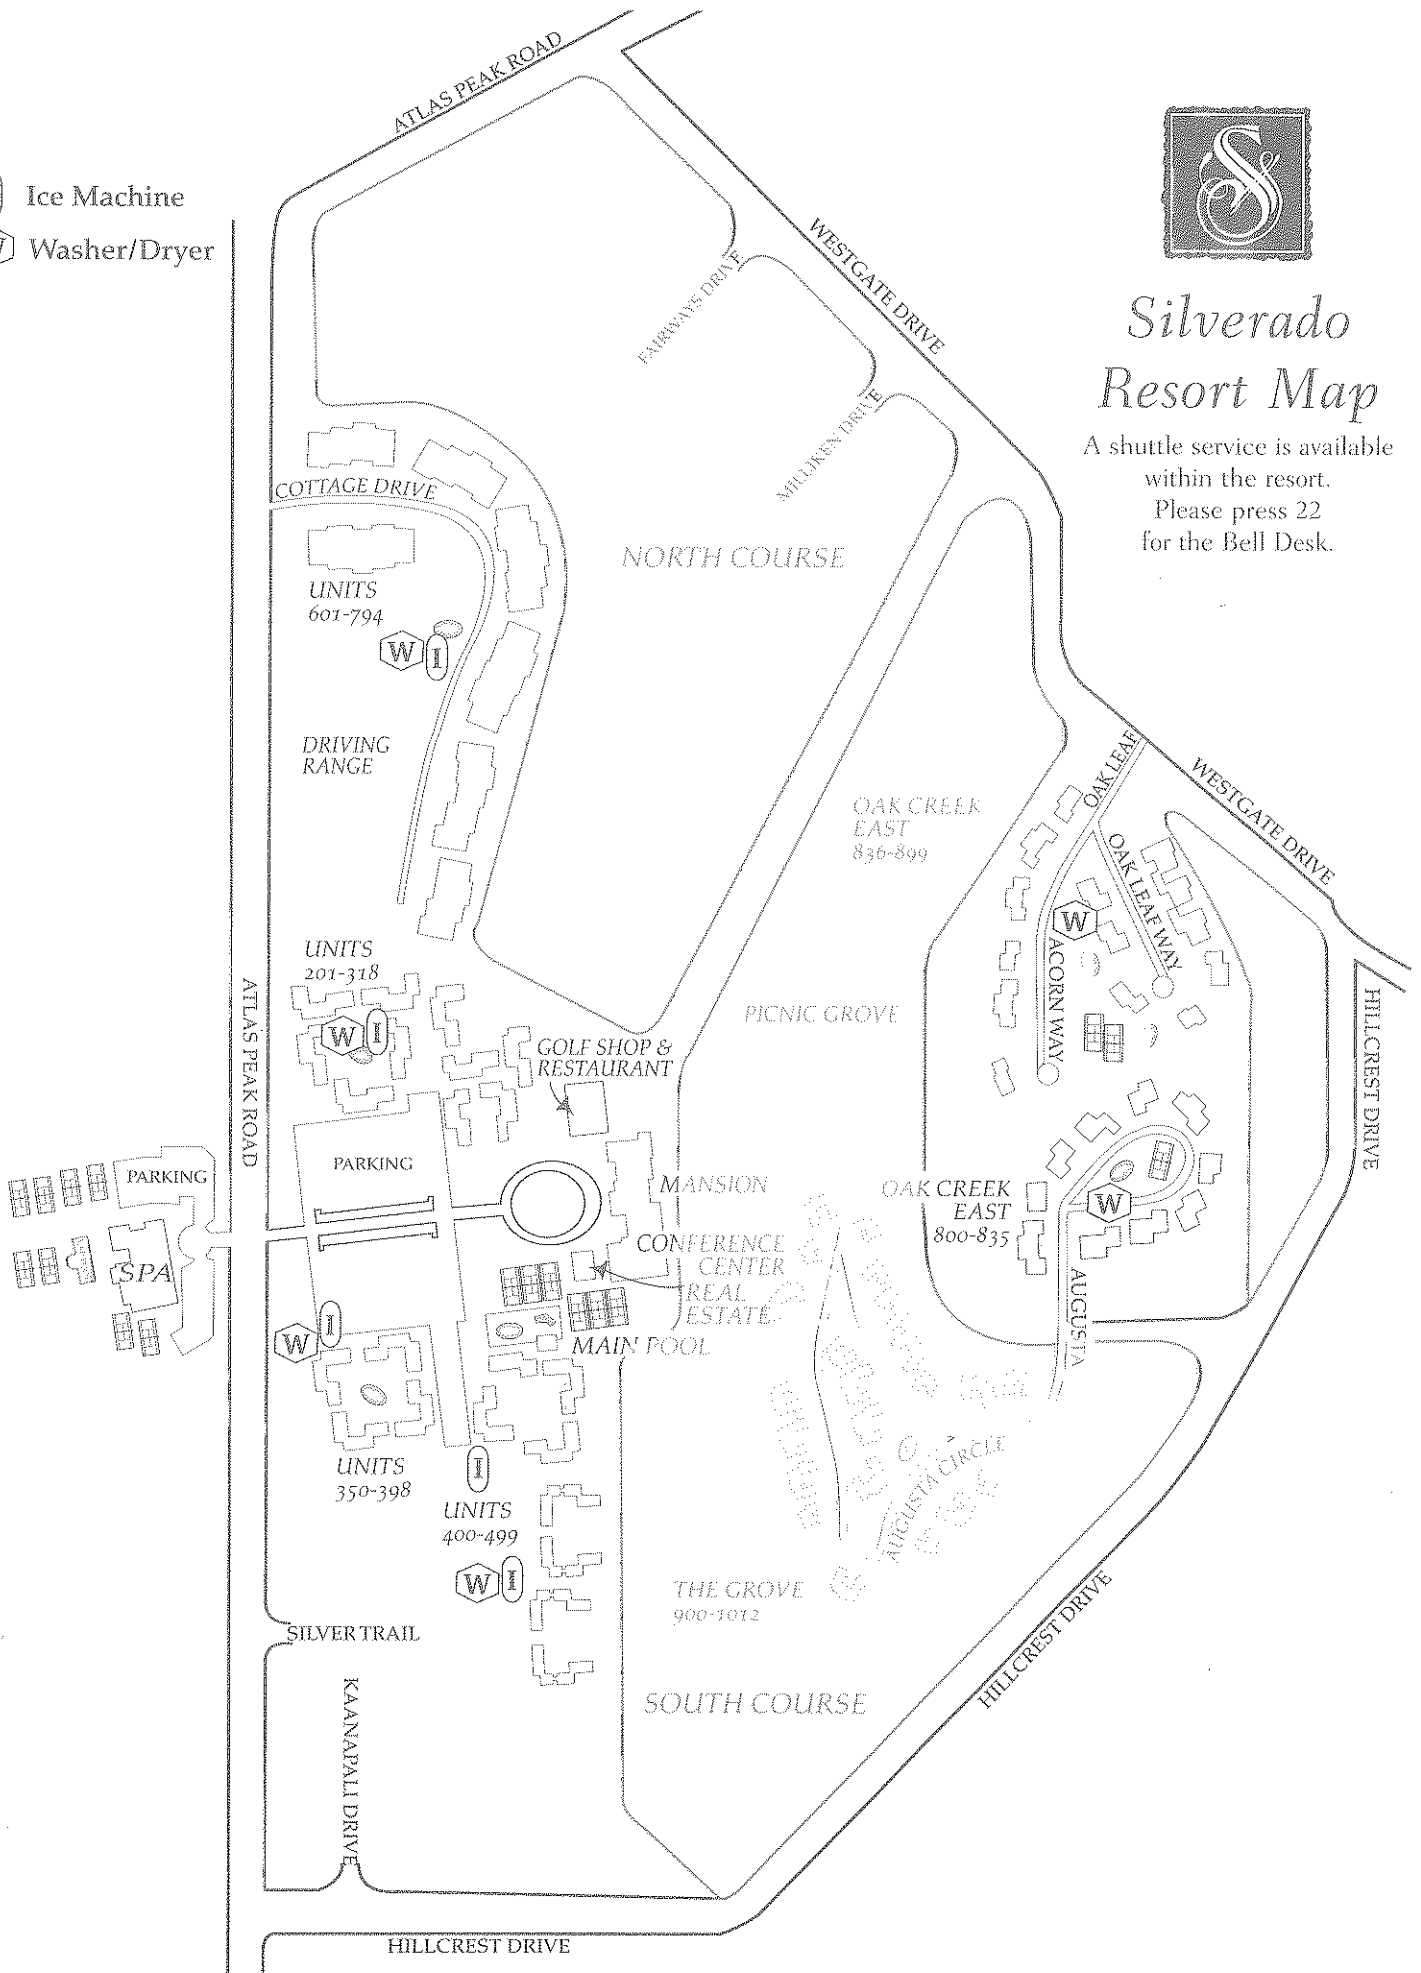 ATLAS PEAK ROAD
S
Ice Machine
W Washer/Dryer
Silverado
Resort Map
A shuttle service is available
within the resort.
Please press 22
for the Bell Desk.
WESTGATE DRIVE
FAIRWAYS DRIVE
MILLIKEN DRIVE
COTTAGE DRIVE
NORTH COURSE
UNITS
601-794
W
I
DRIVING
RANGE
OAK LEAF
WESTGATE DRIVE
OAK CREEK
EAST
836-899
OAK LEAF WAY
W
ACORN WAY
UNITS
201-318
W
I
ATLAS PEAK ROAD
PICNIC GROVE
HILLCREST DRIVE
GOLF SHOP &
RESTAURANT
PARKING
PARKING
MANSION
OAK CREEK
EAST
800-835
W
SPA
CONFERENCE
CENTER
REAL
ESTATE
MAIN POOL
AUGUSTA
W
I
UNITS
350-398
I
UNITS
400-499
W
I
AUGUSTA CIRCLE
THE GROVE
900-1012
HILLCREST DRIVE
SILVER TRAIL
KAANAPALI DRIVE
SOUTH COURSE
HILLCREST DRIVE